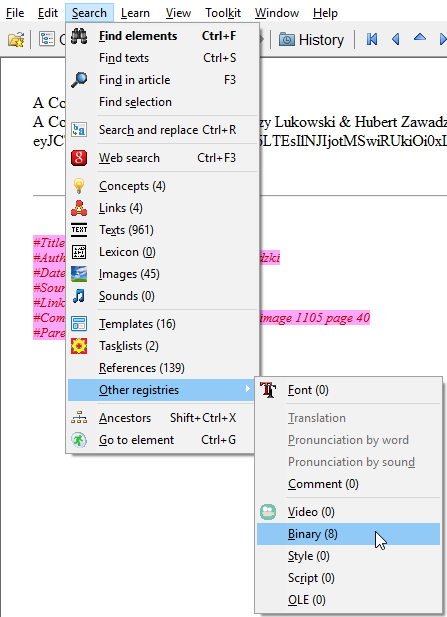 File Edit Search Learn View Toolkit Window Help
Find elements Ctrl+F
Find texts Ctrl+S
Find in article F3
Find selection
Search and replace Ctrl+R
Web search Ctrl+F3
Concepts (4)
Links (4)
Texts (961)
Lexicon (0)
Images (45)
Sounds (0)
Templates (16)
Tasklists (2)
References (139)
Other registries
Ancestors Shift+Ctrl+X
Go to element Ctrl+G
History
A Co
A Co zy Lukowski & Hubert Zawadz
#Title
#Auth dzki
#Date
#Sour
#Link
#Com image 1105 page 40
#Pare
Font (0)
Translation
Pronunciation by word
Pronunciation by sound
Comment (0)
Video (0)
Binary (8)
Style (0)
Script (0)
OLE (0)